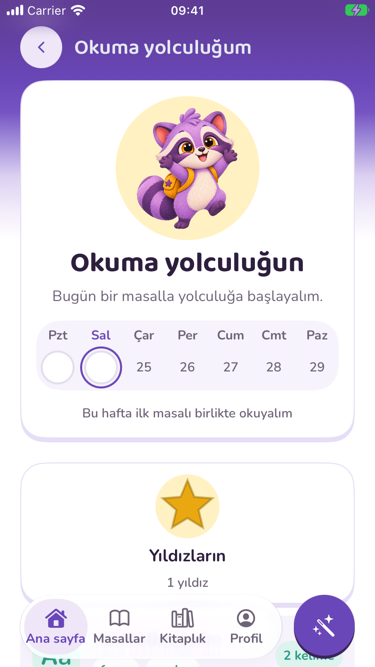 Carrier 09:41
Okuma yolculuğum
Okuma yolculuğun
Bugün bir masalla yolculuğa başlayalım.
Pzt Sal Çar Per Cum Cmt Paz
25 26 27 28 29
Bu hafta ilk masalı birlikte okuyalım
Yıldızların
1 yıldız
Ana sayfa Masallar Kitaplık Profil
Aa